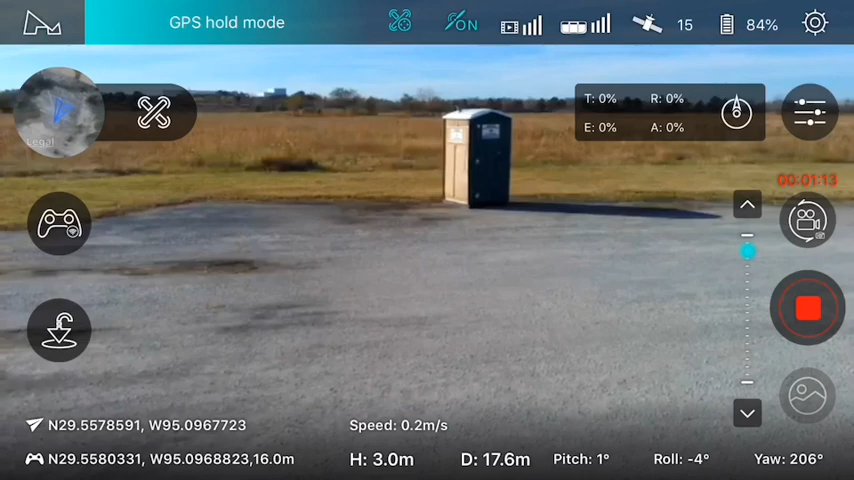 GPS hold mode
ON
15
84%
Legal
T: 0%
R: 0%
E: 0%
A: 0%
00:01:13
N29.5578591, W95.0967723
Speed: 0.2m/s
N29.5580331, W95.0968823,16.0m
H: 3.0m
D: 17.6m
Pitch: 1°
Roll: -4°
Yaw: 206°